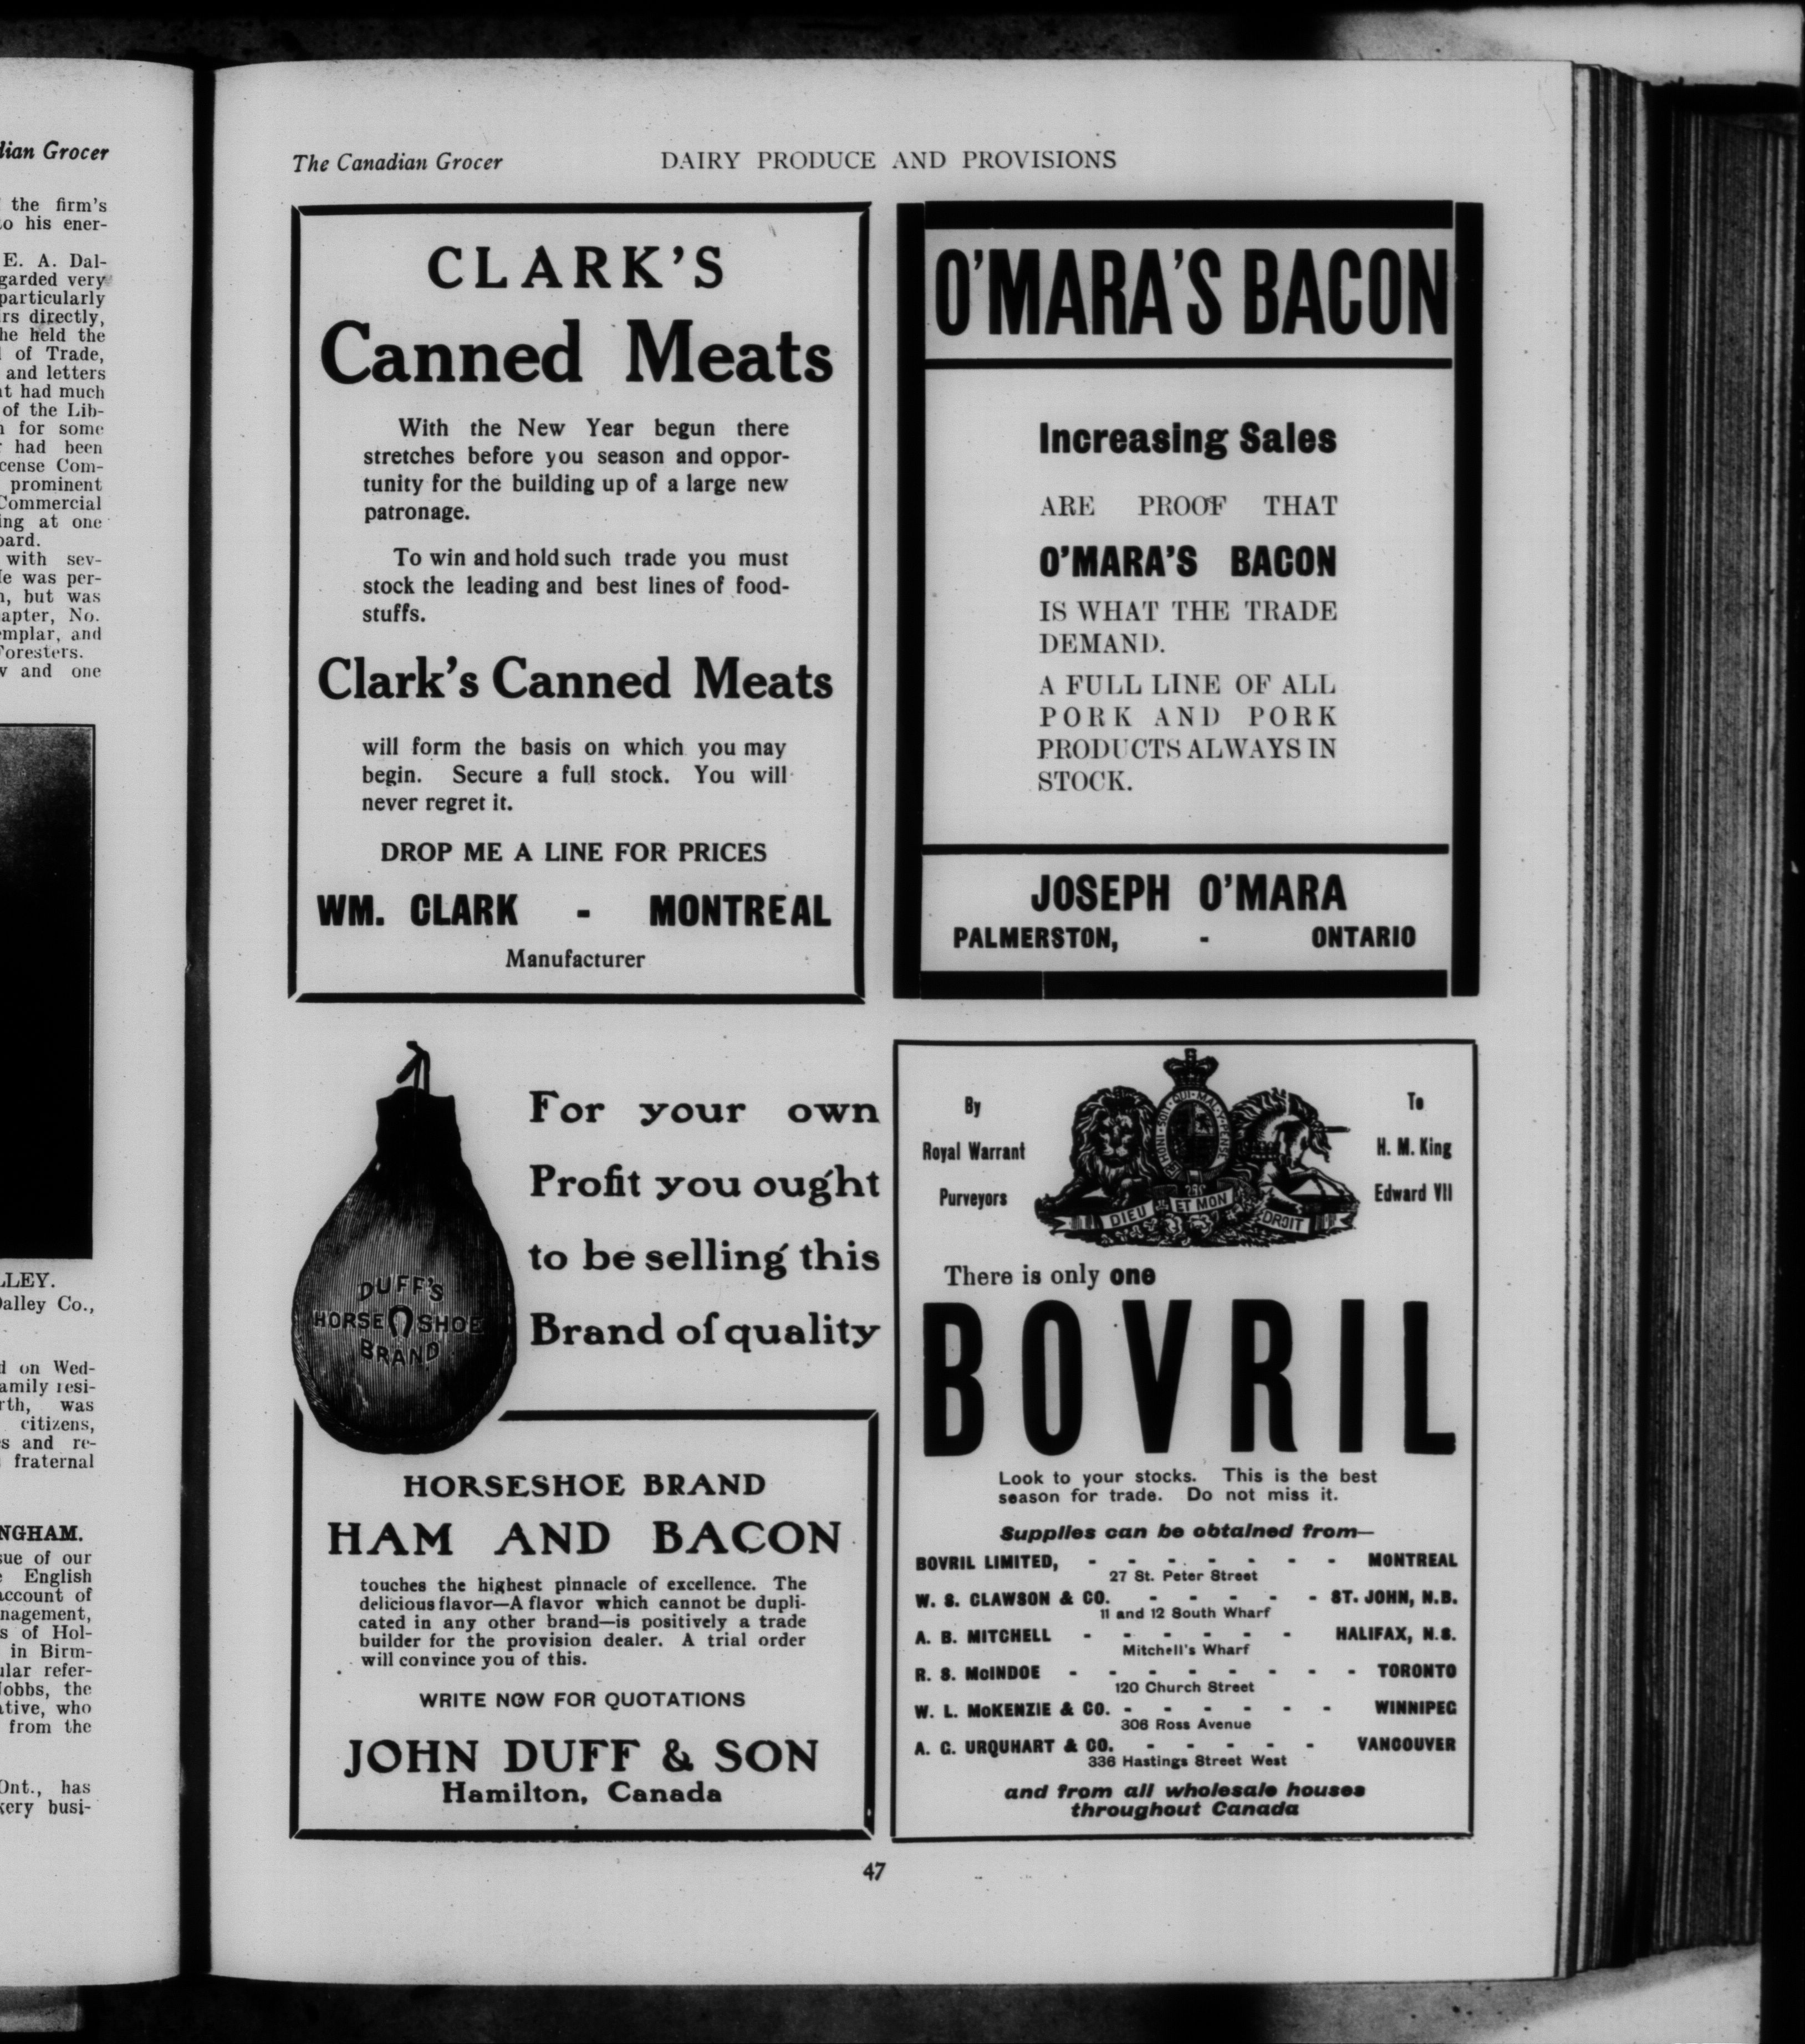 dian Grocer
the firm's
to his ener-
E. A. Dal-
garded very
particularly
rs directly,
he held the
of Trade,
and letters
at had much
of the Lib-
for some
had been
cense Com-
prominent
Commercial
ing at one
oard.
with sev-
He was per-
, but was
apter, No.
emplar, and
Foresters.
and one
LLEY.
Dalley Co.,
on Wed-
amily resi-
rth, was
citizens,
s and re-
fraternal
NGHAM.
sue of our
English
account of
nagement,
s of Hol-
in Birm-
ular refer-
Jobbs, the
ative, who
from the
Ont., has
kery busi-
The Canadian Grocer
DAIRY PRODUCE AND PROVISIONS
CLARK'S
Canned Meats
With the New Year begun there
stretches before you season and oppor-
tunity for the building up of a large new
patronage.
To win and hold such trade you must
stock the leading and best lines of food-
stuffs.
Clark's Canned Meats
will form the basis on which you may
begin. Secure a full stock. You will
never regret it.
DROP ME A LINE FOR PRICES
WM. CLARK - MONTREAL
Manufacturer
O'MARA'S BACON
Increasing Sales
ARE PROOF THAT
O'MARA'S BACON
IS WHAT THE TRADE
DEMAND.
A FULL LINE OF ALL
PORK AND PORK
PRODUCTS ALWAYS IN
STOCK.
JOSEPH O'MARA
PALMERSTON, - ONTARIO
For your own
Profit you ought
to be selling this
Brand of quality
DUFF'S
HORSE SHOE
BRAND
HORSESHOE BRAND
HAM AND BACON
touches the highest pinnacle of excellence. The
delicious flavor—A flavor which cannot be dupli-
cated in any other brand—is positively a trade
builder for the provision dealer. A trial order
will convince you of this.
WRITE NOW FOR QUOTATIONS
JOHN DUFF & SON
Hamilton, Canada
By
Royal Warrant
Purveyors
HONI · SOIT · QUI · MAL · Y · PENSE
DIEU ET MON DROIT
To
H. M. King
Edward VII
There is only one
BOVRIL
Look to your stocks. This is the best
season for trade. Do not miss it.
Supplies can be obtained from—
BOVRIL LIMITED, - - - - - - - MONTREAL
27 St. Peter Street
W. S. CLAWSON & CO. - - - - - ST. JOHN, N.B.
11 and 12 South Wharf
A. B. MITCHELL - - - - - - HALIFAX, N.S.
Mitchell's Wharf
R. S. McINDOE - - - - - - - - TORONTO
120 Church Street
W. L. McKENZIE & CO. - - - - - - WINNIPEG
306 Ross Avenue
A. C. URQUHART & CO. - - - - - VANCOUVER
336 Hastings Street West
and from all wholesale houses
throughout Canada
47